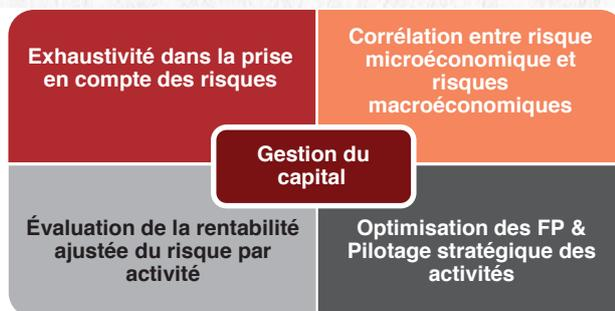 Exhaustivité dans la prise
en compte des risques
Corrélation entre risque
microéconomique et
risques
macroéconomiques
Gestion du
capital
Évaluation de la rentabilité
ajustée du risque par
activité
Optimisation des FP &
Pilotage stratégique des
activités